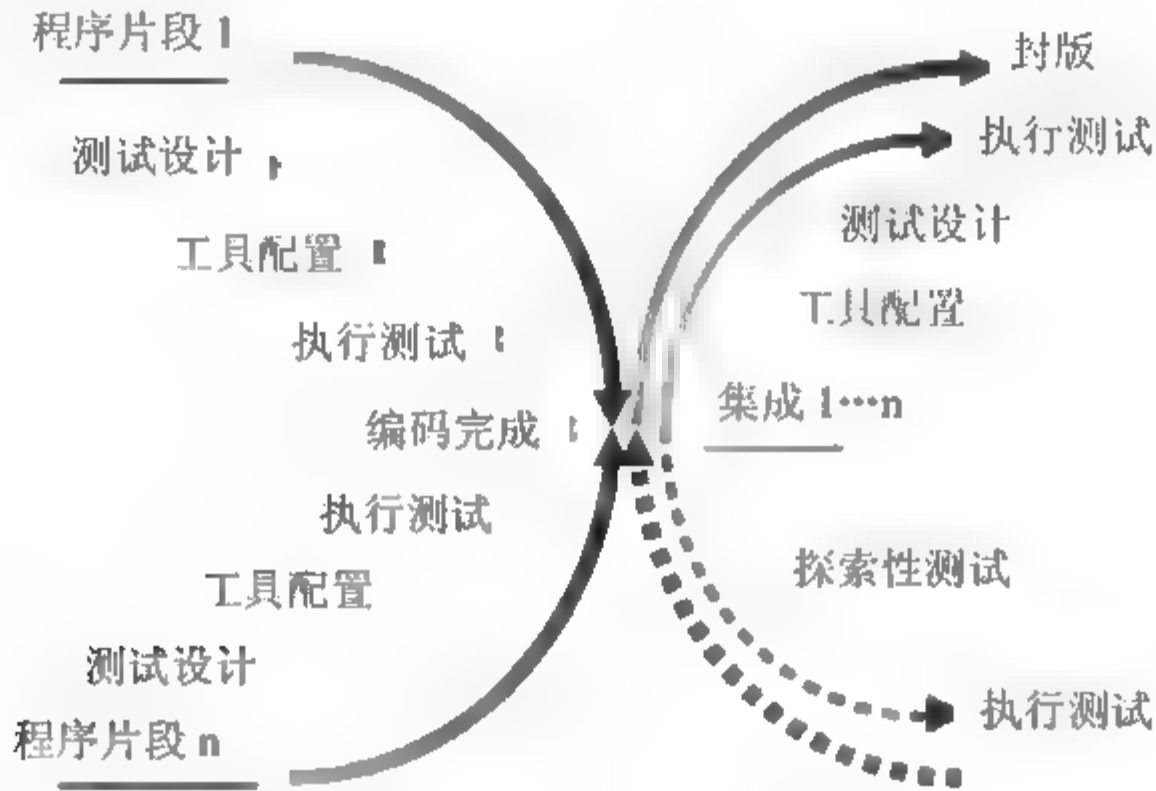 程序片段 1
测试设计
工具配置
执行测试
编码完成
执行测试
工具配置
测试设计
程序片段 n
封版
执行测试
测试设计
工具配置
集成 1…n
探索性测试
执行测试